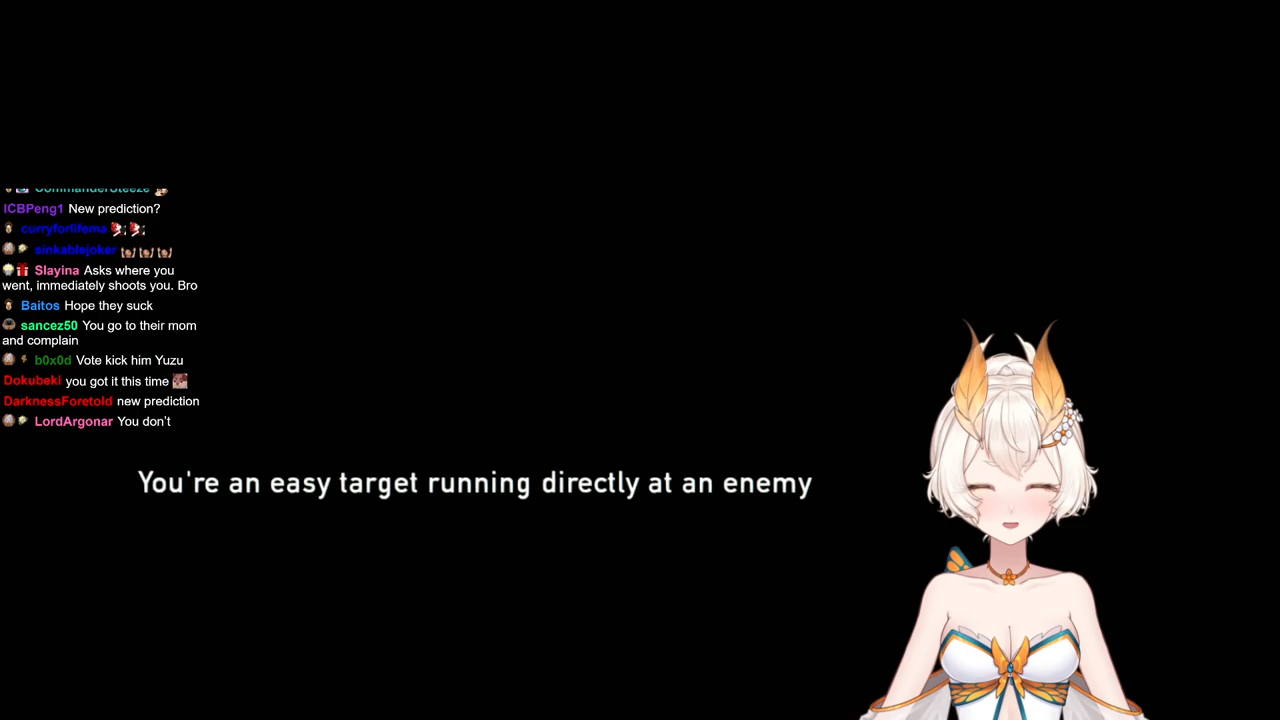 CommanderSteeze
ICBPeng1 New prediction?
curryforlifema
sinkablejoker
Slayina Asks where you
went, immediately shoots you. Bro
Baitos Hope they suck
sancez50 You go to their mom
and complain
b0x0d Vote kick him Yuzu
Dokubeki you got it this time
DarknessForetold new prediction
LordArgonar You don't
You're an easy target running directly at an enemy